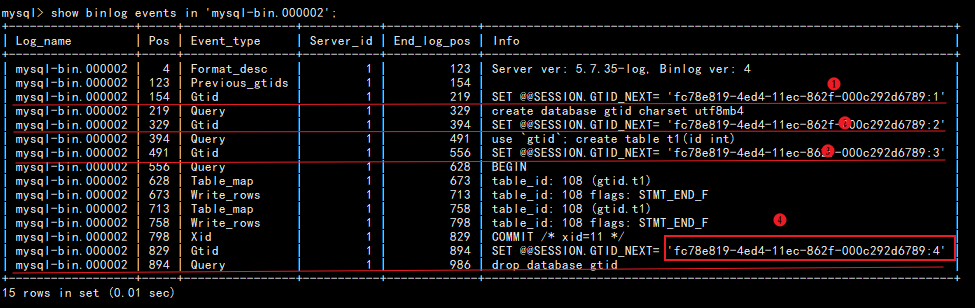 mysql> show binlog events in 'mysql-bin.000002';
| Log_name | Pos | Event_type | Server_id | End_log_pos | Info |
| mysql-bin.000002 | 4 | Format_desc | 1 | 123 | Server ver: 5.7.35-log, Binlog ver: 4 |
| mysql-bin.000002 | 123 | Previous_gtids | 1 | 154 | |
1
| mysql-bin.000002 | 154 | Gtid | 1 | 219 | SET @@SESSION.GTID_NEXT= 'fc78e819-4ed4-11ec-862f-000c292d6789:1' |
| mysql-bin.000002 | 219 | Query | 1 | 329 | create database gtid charset utf8mb4 |
| mysql-bin.000002 | 329 | Gtid | 1 | 394 | SET @@SESSION.GTID_NEXT= 'fc78e819-4ed4-11ec-862f-000c292d6789:2' |
| mysql-bin.000002 | 394 | Query | 1 | 491 | use `gtid`; create table t1(id int) |
| mysql-bin.000002 | 491 | Gtid | 1 | 556 | SET @@SESSION.GTID_NEXT= 'fc78e819-4ed4-11ec-862f-000c292d6789:3' |
| mysql-bin.000002 | 556 | Query | 1 | 628 | BEGIN |
| mysql-bin.000002 | 628 | Table_map | 1 | 673 | table_id: 108 (gtid.t1) |
| mysql-bin.000002 | 673 | Write_rows | 1 | 713 | table_id: 108 flags: STMT_END_F |
| mysql-bin.000002 | 713 | Table_map | 1 | 758 | table_id: 108 (gtid.t1) |
| mysql-bin.000002 | 758 | Write_rows | 1 | 798 | table_id: 108 flags: STMT_END_F |
4
| mysql-bin.000002 | 798 | Xid | 1 | 829 | COMMIT /* xid=11 */ |
| mysql-bin.000002 | 829 | Gtid | 1 | 894 | SET @@SESSION.GTID_NEXT= 'fc78e819-4ed4-11ec-862f-000c292d6789:4' |
| mysql-bin.000002 | 894 | Query | 1 | 986 | drop database gtid |
15 rows in set (0.01 sec)